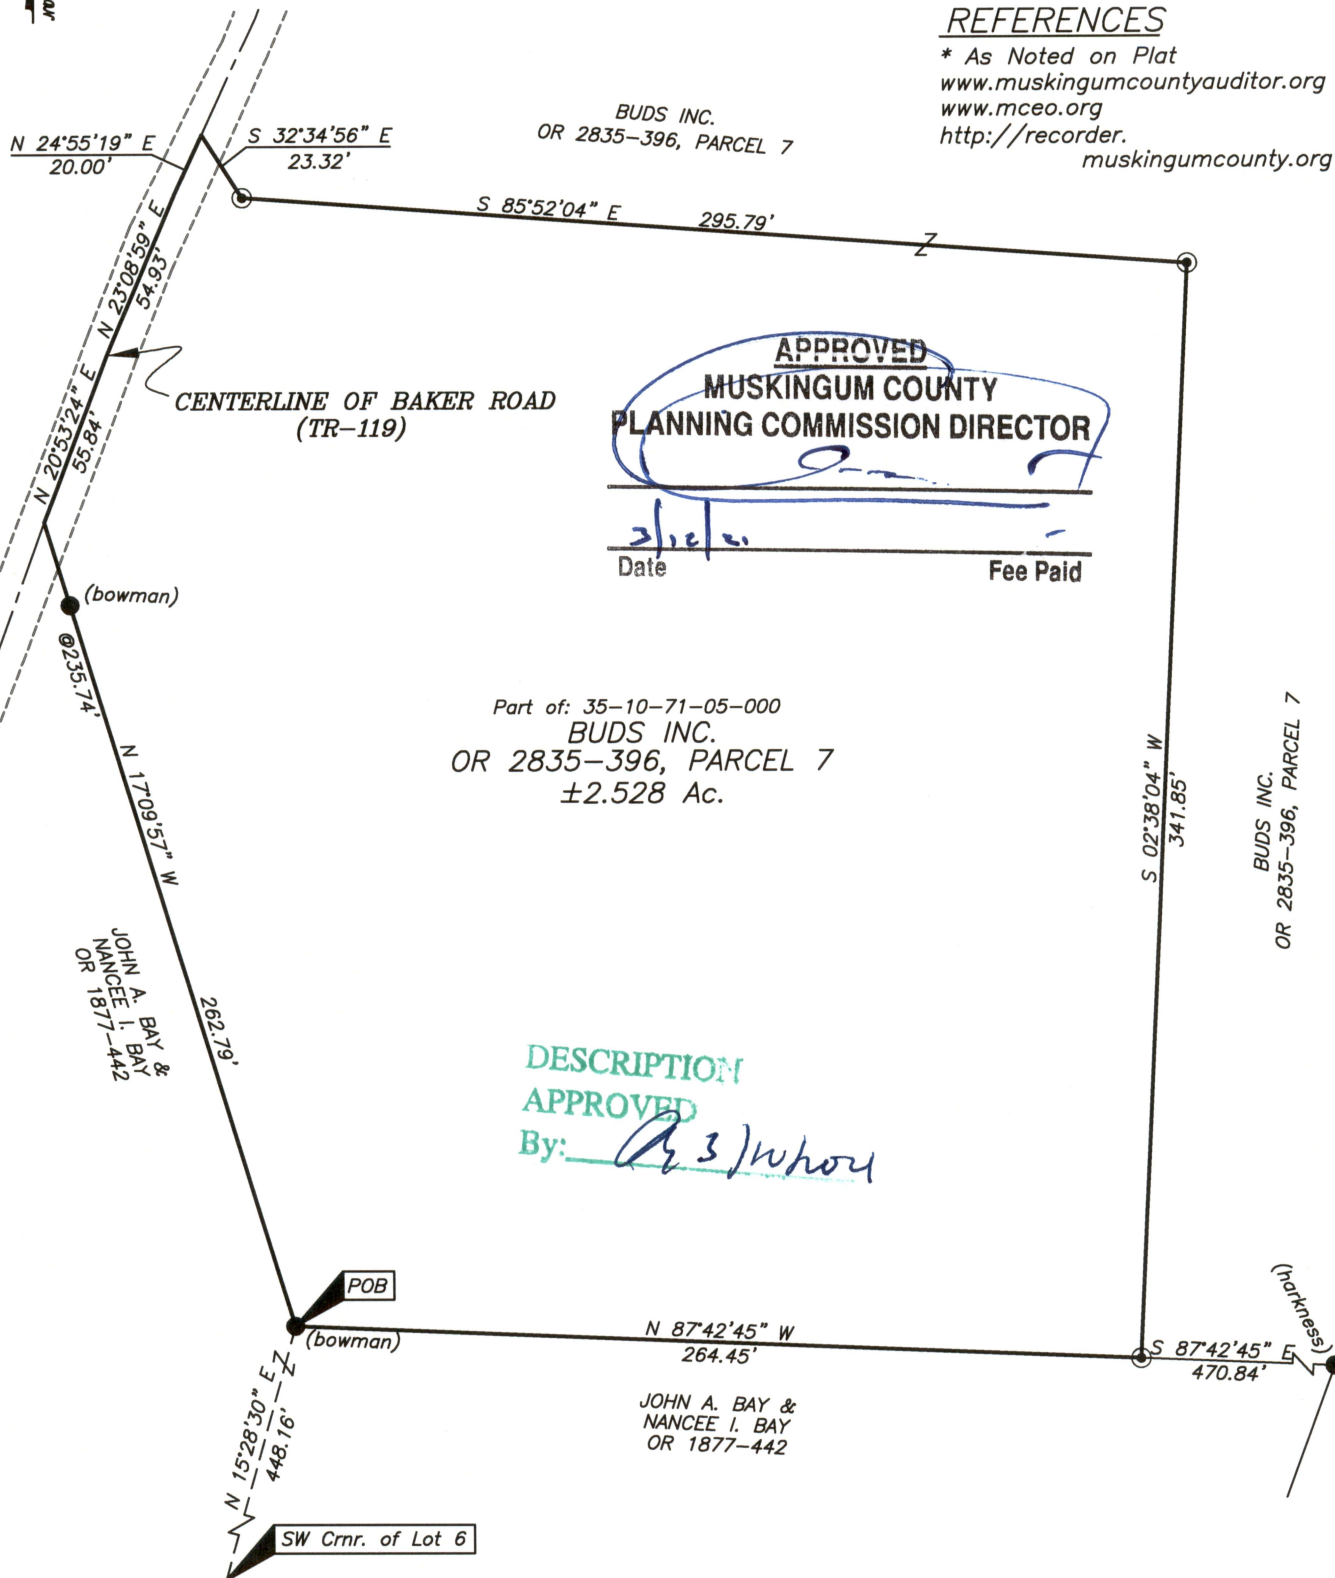 REFERENCES
* As Noted on Plat
www.muskingumcountyauditor.org
www.mceo.org
http://recorder.
muskingumcounty.org
BUDS INC.
OR 2835-396, PARCEL 7
N 24°55'19" E
20.00'
S 32°34'56" E
23.32'
S 85°52'04" E 295.79'
Z
N 23°08'59" E
54.93'
N 20°53'24" E
55.84'
CENTERLINE OF BAKER ROAD
(TR-119)
APPROVED
MUSKINGUM COUNTY
PLANNING COMMISSION DIRECTOR
3/12/21
Date Fee Paid
(bowman)
@235.74'
N 17°09'57" W
262.79'
Part of: 35-10-71-05-000
BUDS INC.
OR 2835-396, PARCEL 7
±2.528 Ac.
S 02°38'04" W
341.85'
BUDS INC.
OR 2835-396, PARCEL 7
JOHN A. BAY &
NANCEE I. BAY
OR 1877-442
DESCRIPTION
APPROVED
By:
POB
(bowman)
N 87°42'45" W
264.45'
S 87°42'45" E
470.84'
(harkness)
JOHN A. BAY &
NANCEE I. BAY
OR 1877-442
N 15°28'30" E
448.16'
SW Crnr. of Lot 6